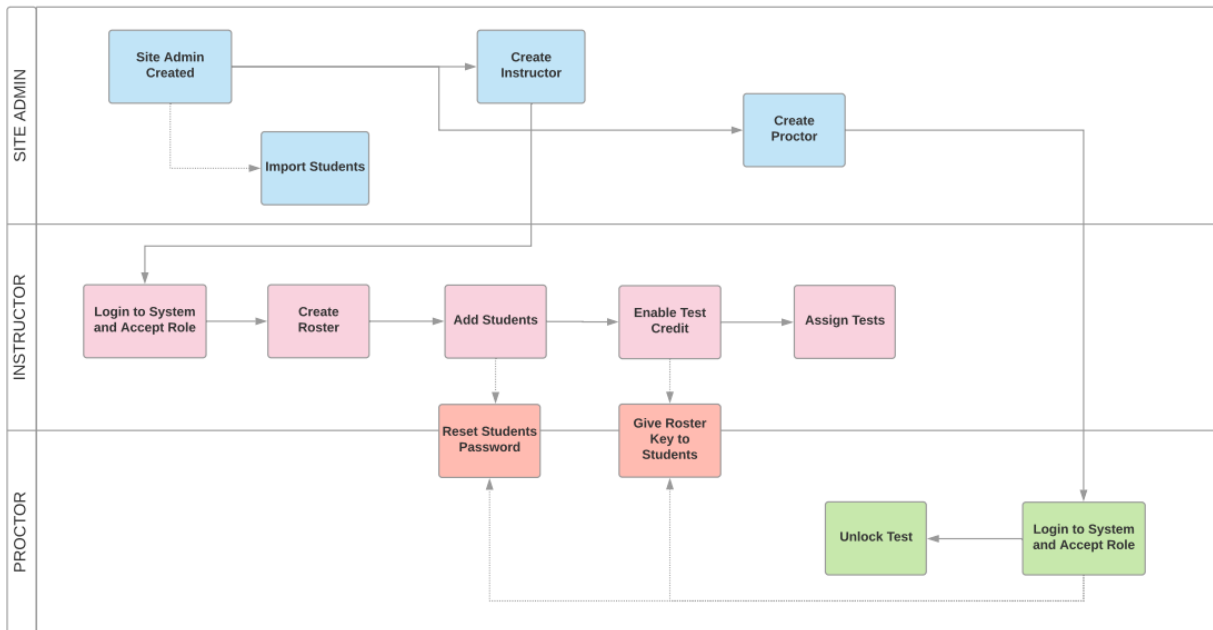 SITE ADMIN
Site Admin
Created
Create
Instructor
Create
Proctor
Import Students
INSTRUCTOR
Login to System
and Accept Role
Create
Roster
Add Students
Enable Test
Credit
Assign Tests
Reset Students
Password
Give Roster
Key to
Students
PROCTOR
Unlock Test
Login to System
and Accept Role